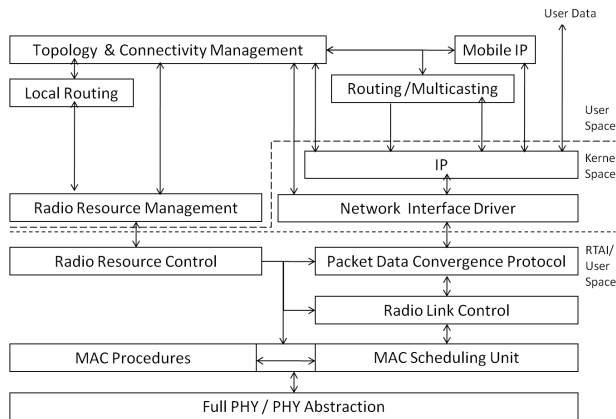 User Data
Topology & Connectivity Management
Mobile IP
Local Routing
Routing /Multicasting
User
Space
IP
Kerne
Space
Radio Resource Management
Network Interface Driver
Radio Resource Control
Packet Data Convergence Protocol
RTAI/
User
Space
Radio Link Control
MAC Procedures
MAC Scheduling Unit
Full PHY / PHY Abstraction